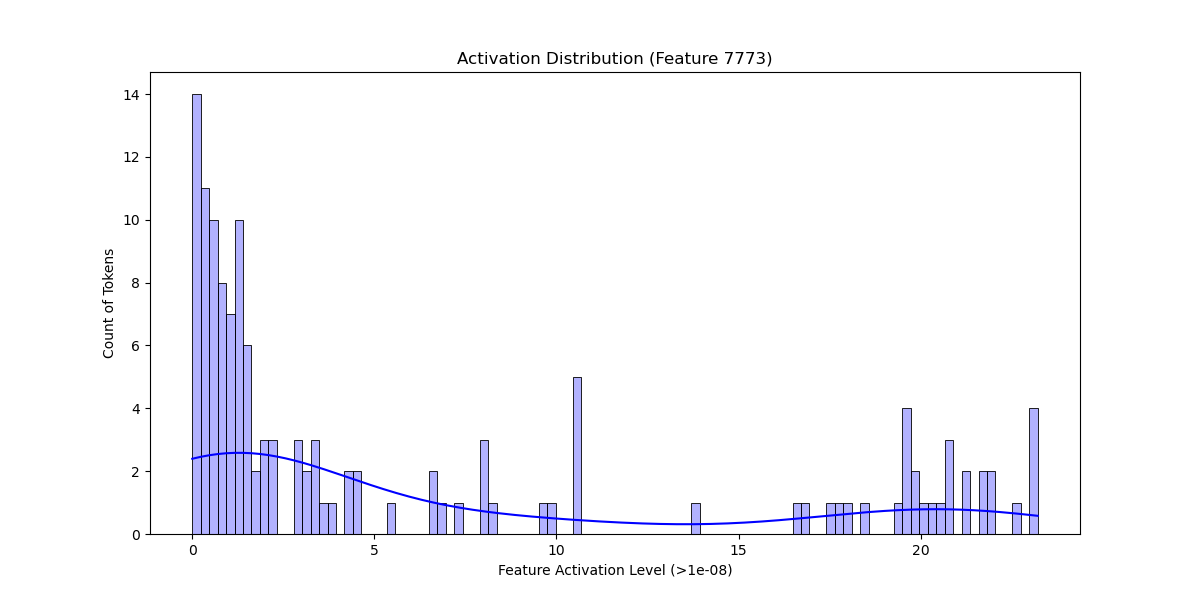 Activation Distribution (Feature 7773)
14
12
10
8
6
4
2
0
Count of Tokens
0 5 10 15 20
Feature Activation Level (>1e-08)